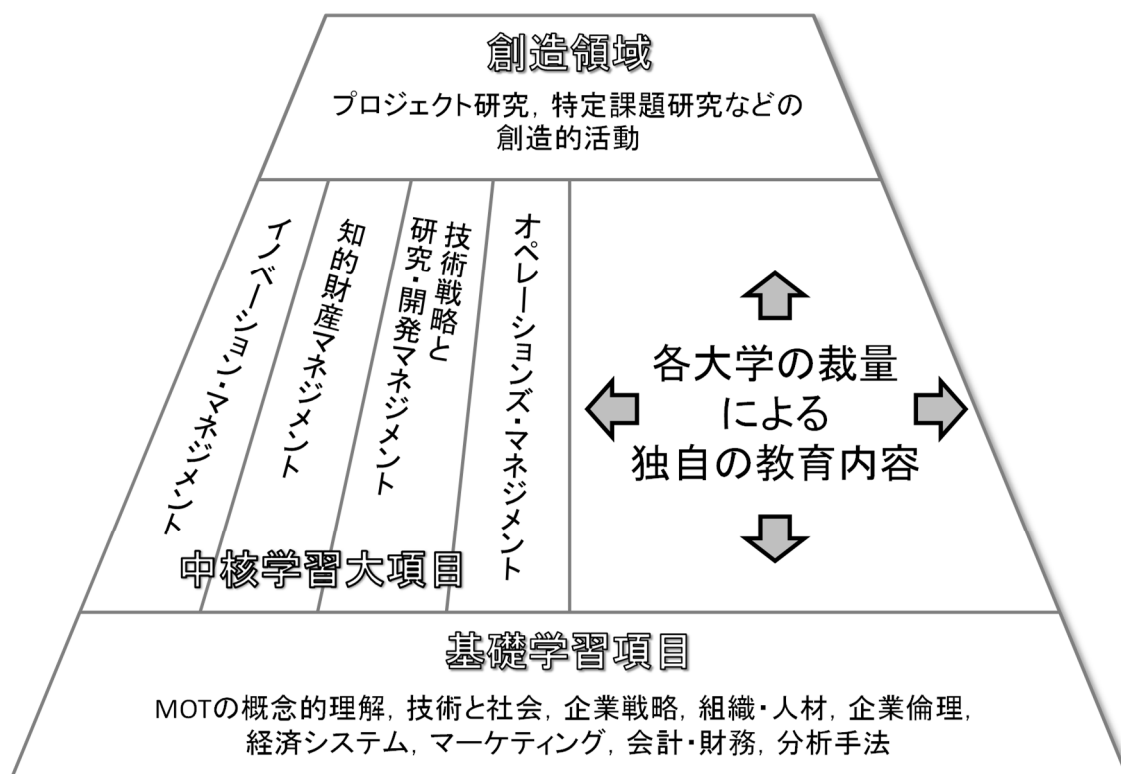 創造領域
プロジェクト研究, 特定課題研究などの
創造的活動
イノベーション・マネジメント
知的財産マネジメント
技術戦略と
研究・開発マネジメント
オペレーションズ・マネジメント
中核学習大項目
各大学の裁量
による
独自の教育内容
基礎学習項目
MOTの概念的理解, 技術と社会, 企業戦略, 組織・人材, 企業倫理,
経済システム, マーケティング, 会計・財務, 分析手法